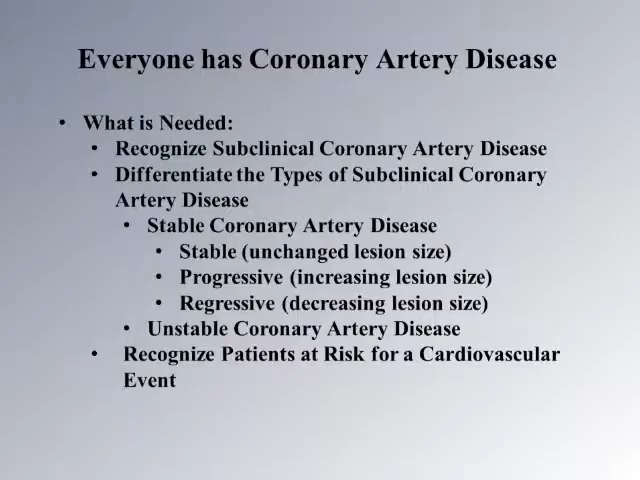 Everyone has Coronary Artery Disease
• What is Needed:
• Recognize Subclinical Coronary Artery Disease
• Differentiate the Types of Subclinical Coronary
Artery Disease
• Stable Coronary Artery Disease
• Stable (unchanged lesion size)
• Progressive (increasing lesion size)
• Regressive (decreasing lesion size)
• Unstable Coronary Artery Disease
• Recognize Patients at Risk for a Cardiovascular
Event